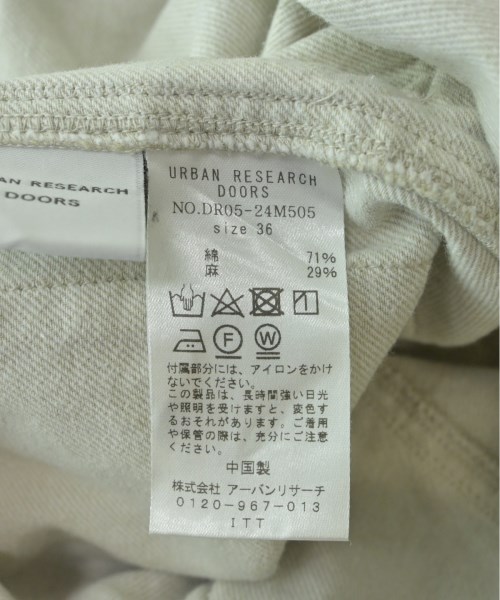 AN RESEARCH
DOORS
URBAN RESEARCH
DOORS
NO.DR05-24M505
size 36
綿 71%
麻 29%
F W
付属部分には、アイロンをかけ
ないでください。
この製品は、長時間強い日光
や照明を受けますと、変色す
るおそれがあります。ご着用
や保管の際は、充分にご注意
ください。
中国製
株式会社 アーバンリサーチ
0120-967-013
ITT